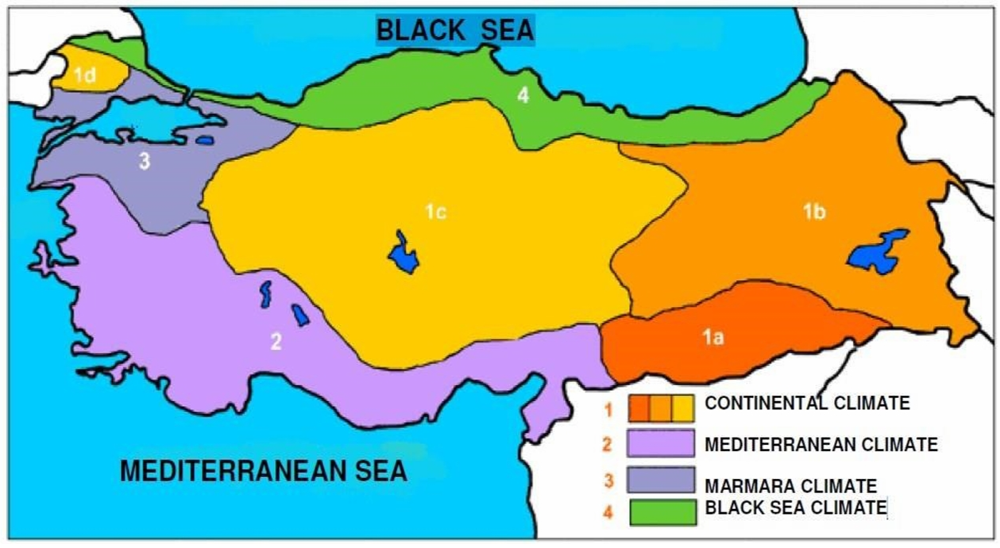 BLACK SEA
1d
4
3
1c
1b
2
1a
1 CONTINENTAL CLIMATE
2 MEDITERRANEAN CLIMATE
3 MARMARA CLIMATE
4 BLACK SEA CLIMATE
MEDITERRANEAN SEA